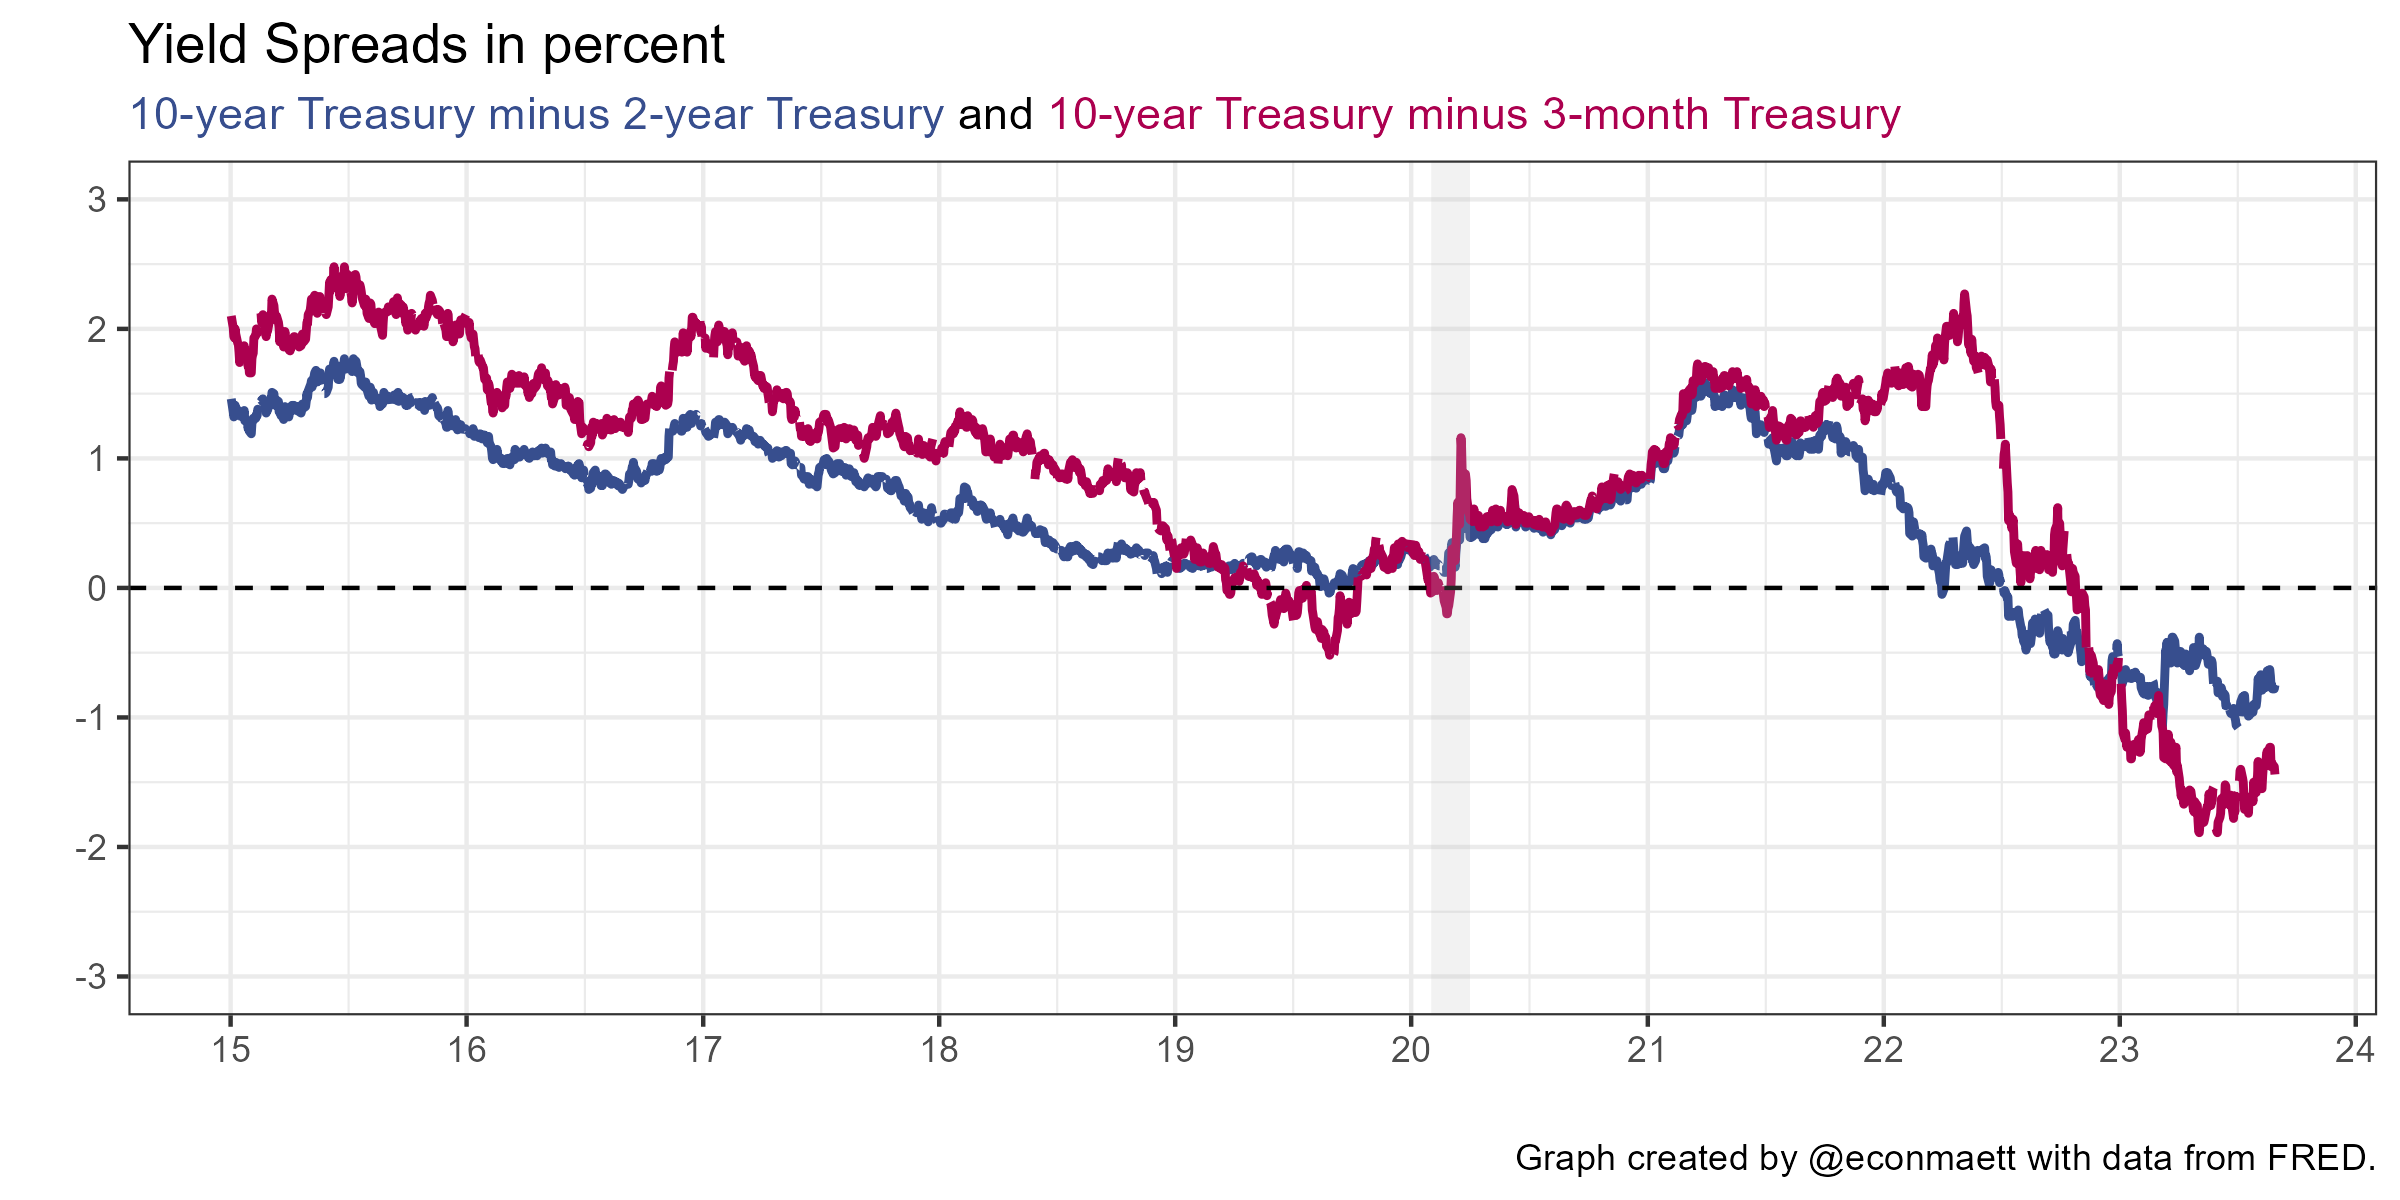 Yield Spreads in percent
10-year Treasury minus 2-year Treasury and 10-year Treasury minus 3-month Treasury
3
2
1
0
-1
-2
-3
15 16 17 18 19 20 21 22 23 24
Graph created by @econmaett with data from FRED.